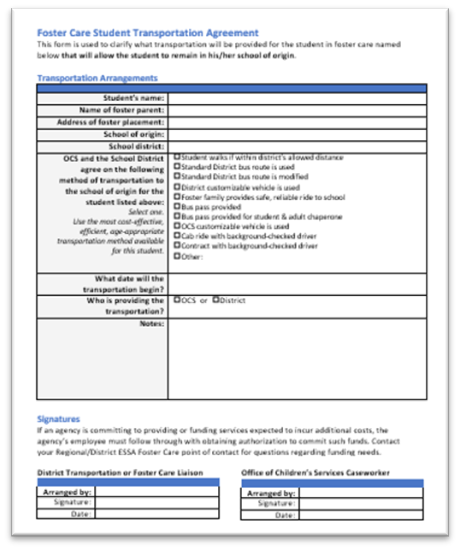 Foster Care Student Transportation Agreement
This form is used to clarify what transportation will be provided for the student in foster care named
below that will allow the student to remain in his/her school of origin.
Transportation Arrangements
Student's name:
Name of foster parent:
Address of foster placement:
School of origin:
School district:
OCS and the School District
agree on the following
method of transportation to
the school of origin for the
student listed above:
Select one.
Use the most cost-effective,
efficient, age-appropriate
transportation method available
for this student.
Student walks if within district's allowed distance
Standard District bus route is used
Standard District bus route is modified
District customizable vehicle is used
Foster family provides safe, reliable ride to school
Bus pass provided
Bus pass provided for student & adult chaperone
OCS customizable vehicle is used
Cab ride with background-checked driver
Contract with background-checked driver
Other:
What date will the
transportation begin?
Who is providing the
transportation?
OCS or District
Notes:
Signatures
If an agency is committing to providing or funding services expected to incur additional costs, the
agency's employee must follow through with obtaining authorization to commit such funds. Contact
your Regional/District ESSA Foster Care point of contact for questions regarding funding needs.
District Transportation or Foster Care Liaison
Arranged by:
Signature:
Date:
Office of Children's Services Caseworker
Arranged by:
Signature:
Date: